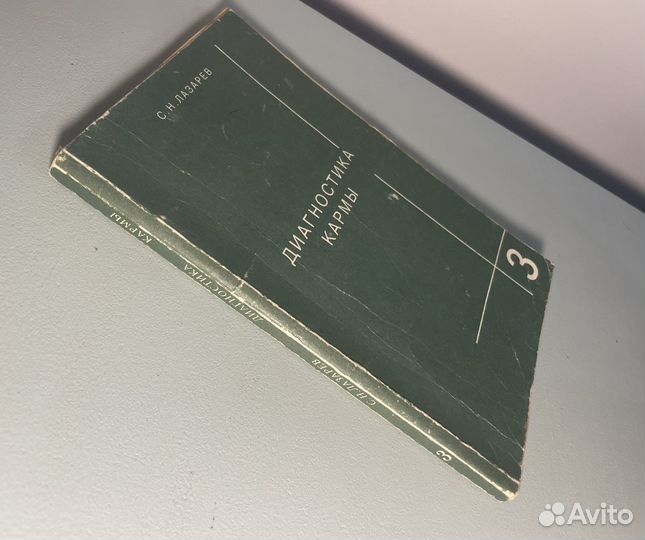 С.Н.ЛАЗАРЕВ
ДИАГНОСТИКА
КАРМЫ
3
С.Н.ЛАЗАРЕВ ДИАГНОСТИКА КАРМЫ 3
Avito